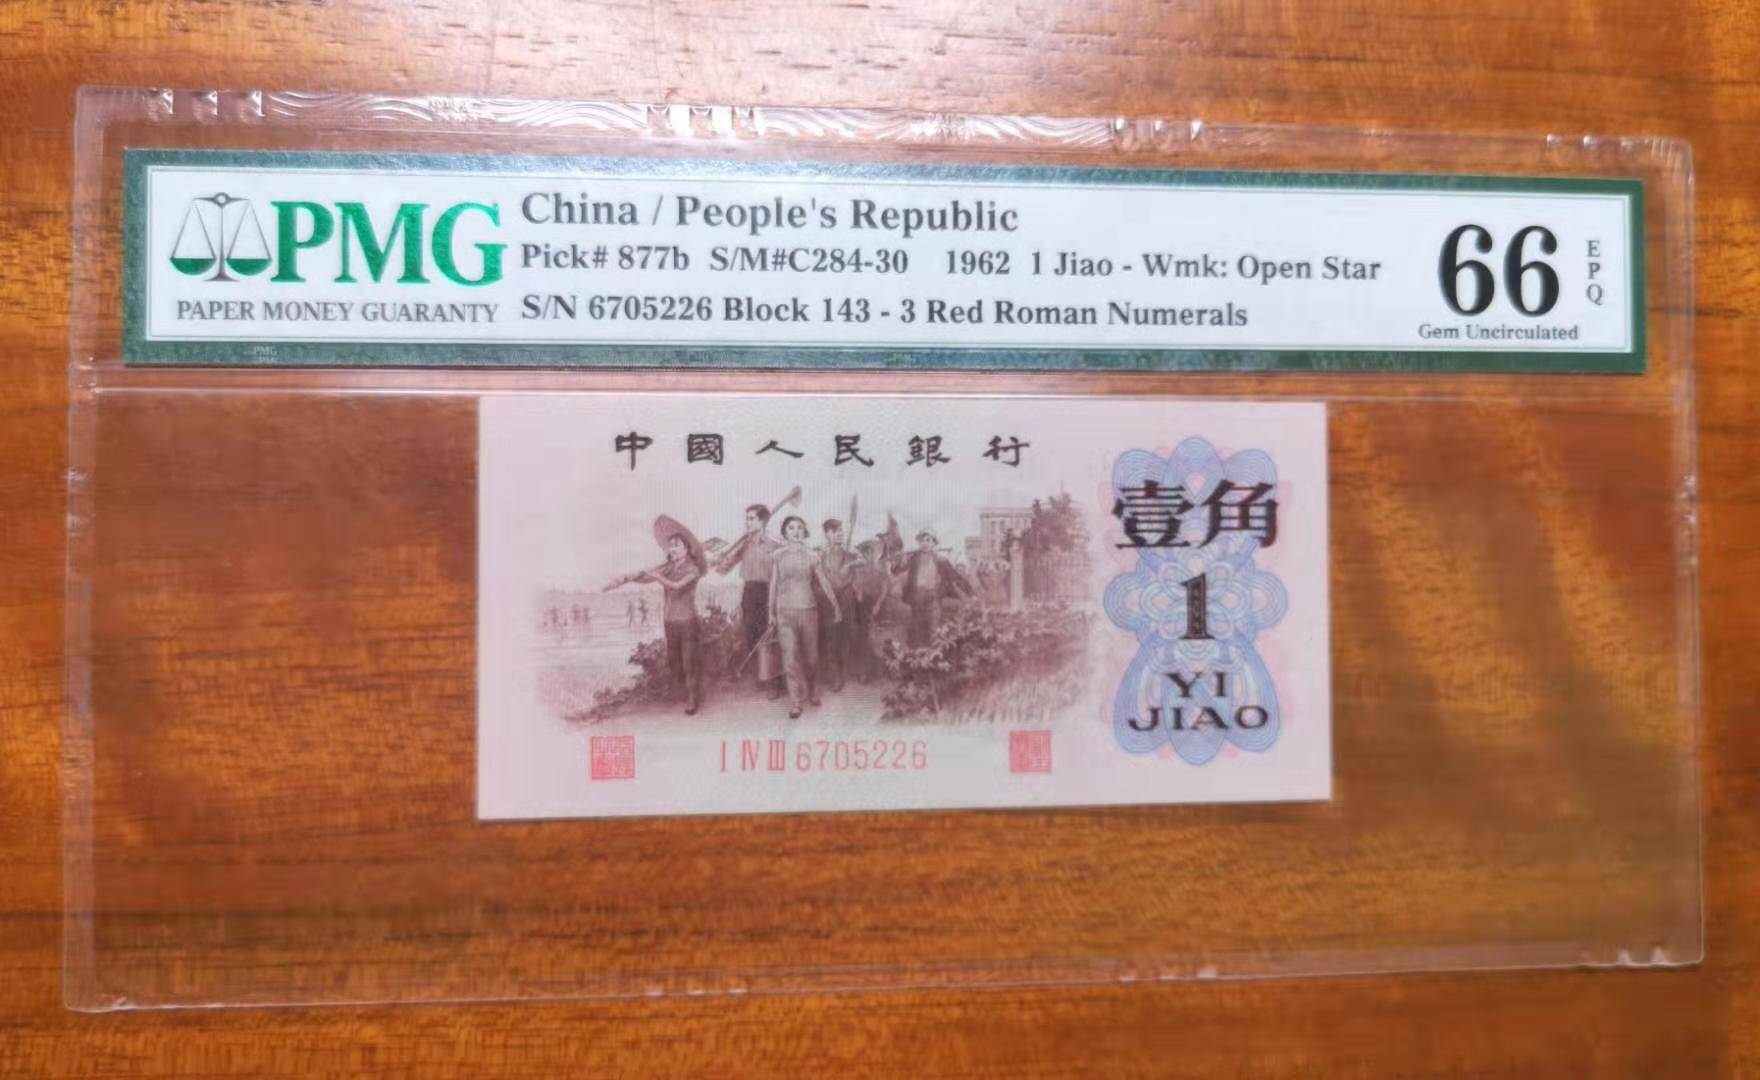 PMG
PAPER MONEY GUARANTY
China / People's Republic
Pick# 877b S/M#C284-30 1962 1 Jiao - Wmk: Open Star
S/N 6705226 Block 143 - 3 Red Roman Numerals
66
EPQ
Gem Uncirculated
中國人民銀行
壹角
1
YI
JIAO
I IV III 6705226